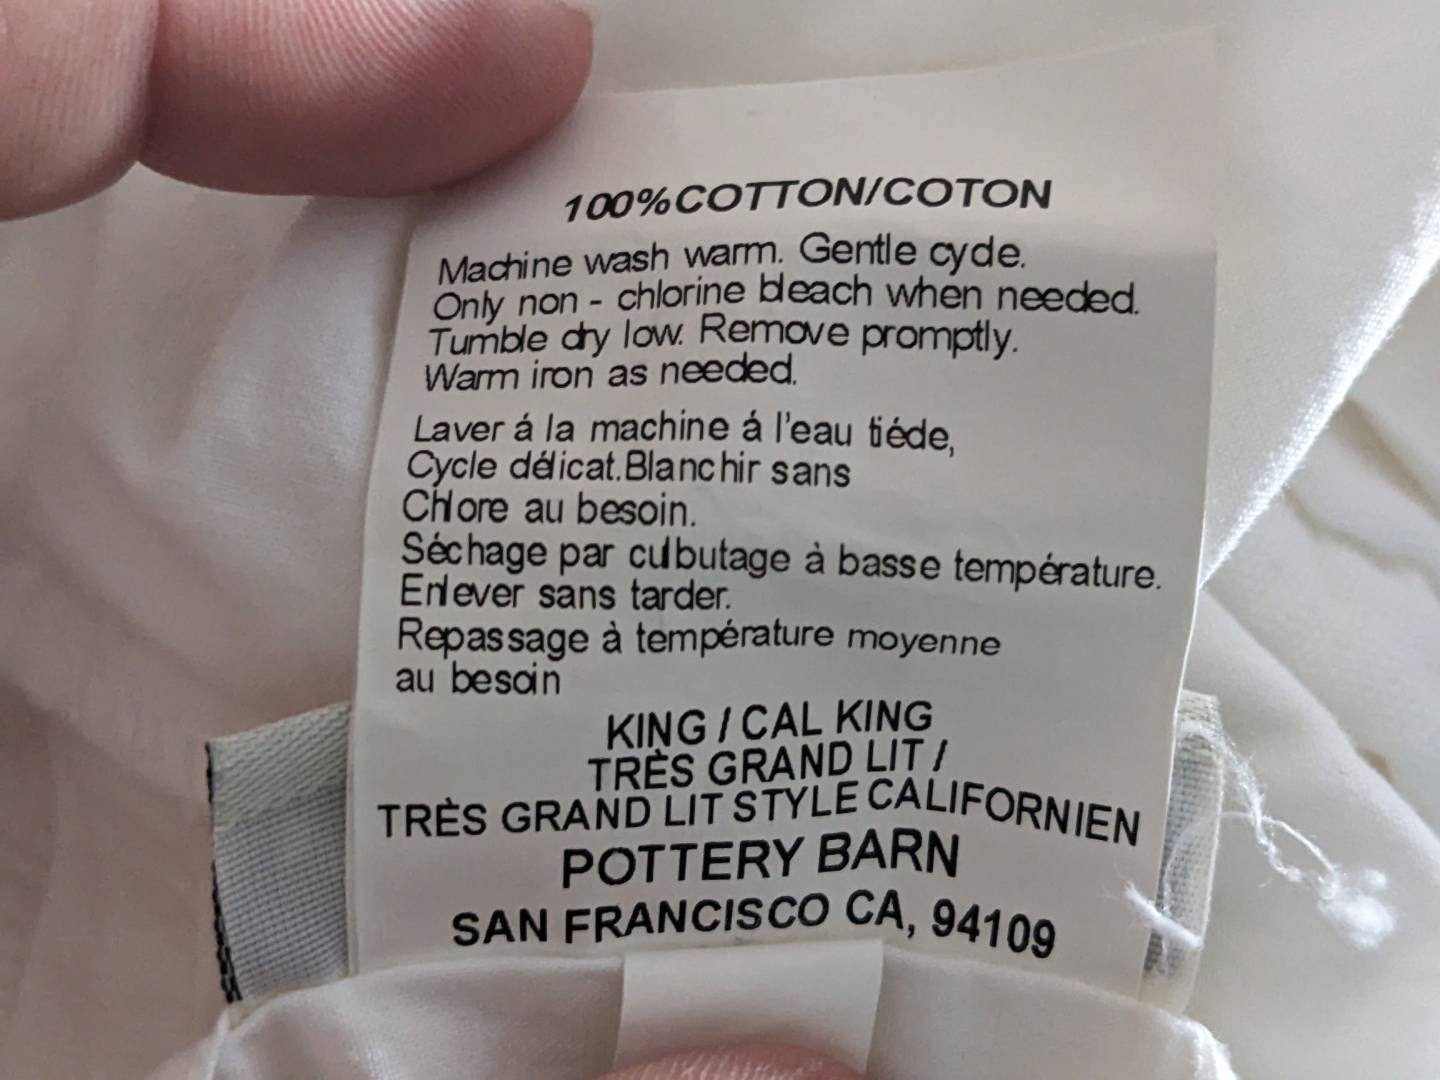 100% COTTON/COTON
Machine wash warm. Gentle cycle.
Only non - chlorine bleach when needed.
Tumble dry low. Remove promptly.
Warm iron as needed.
Laver á la machine á l'eau tiéde,
Cycle délicat.Blanchir sans
Chlore au besoin.
Séchage par culbutage à basse température.
Enlever sans tarder.
Repassage à température moyenne
au besoin
KING / CAL KING
TRÈS GRAND LIT /
TRÈS GRAND LIT STYLE CALIFORNIEN
POTTERY BARN
SAN FRANCISCO CA, 94109